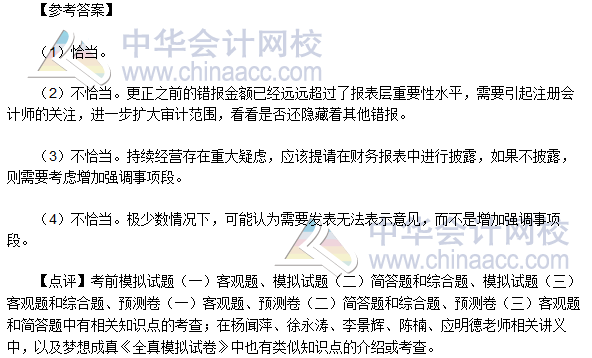 【参考答案】
（1）恰当。
（2）不恰当。更正之前的错报金额已经远远超过了报表层重要性水平，需要引起注册会
计师的关注，进一步扩大审计范围，看看是否还隐藏着其他错报。
（3）不恰当。持续经营存在重大疑虑，应该提请在财务报表中进行披露，如果不披露，
则需要考虑增加强调事项段。
（4）不恰当。极少数情况下，可能认为需要发表无法表示意见，而不是增加强调事项
段。
【点评】考前模拟试题（一）客观题、模拟试题（二）简答题和综合题、模拟试题（三）
客观题和综合题、预测卷（一）客观题、预测卷（二）简答题和综合题、预测卷（三）客观题
和简答题中有相关知识点的考查；在杨闻萍、徐永涛、李景辉、陈楠、应明德老师相关讲义
中，以及梦想成真《全真模拟试卷》中也有类似知识点的介绍或考查。
中华会计网校
www.chinaacc.com
中华会计网校
www.chinaacc.com